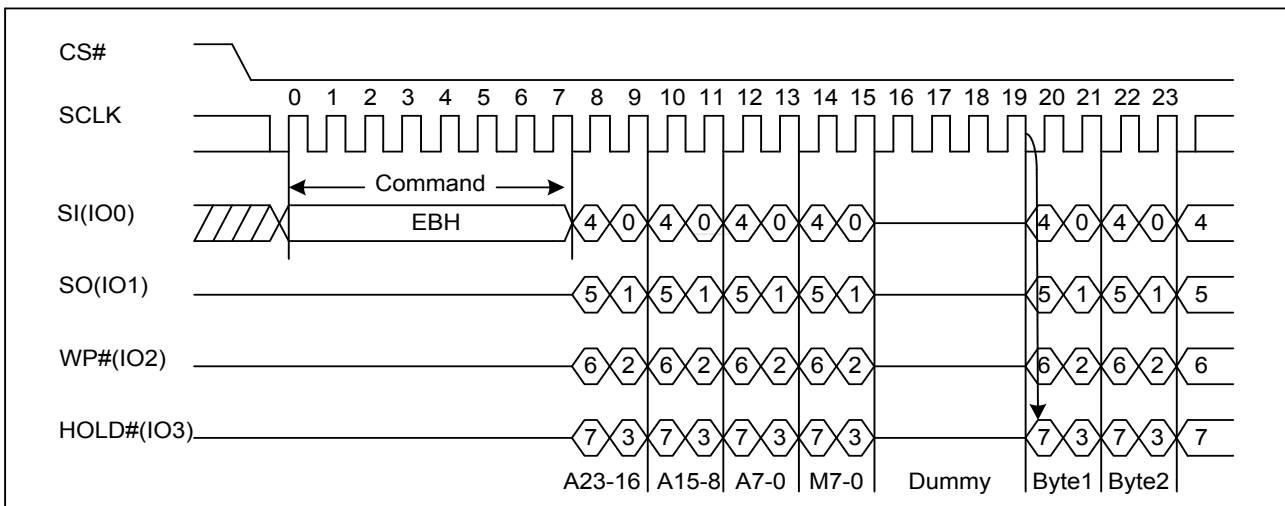 CS#
0 1 2 3 4 5 6 7 8 9 10 11 12 13 14 15 16 17 18 19 20 21 22 23
SCLK
Command
SI(IO0) EBH 4 0 4 0 4 0 4 0 4 0 4 0 4
SO(IO1) 5 1 5 1 5 1 5 1 5 1 5 1 5
WP#(IO2) 6 2 6 2 6 2 6 2 6 2 6 2 6
HOLD#(IO3) 7 3 7 3 7 3 7 3 7 3 7 3 7
A23-16 A15-8 A7-0 M7-0 Dummy Byte1 Byte2